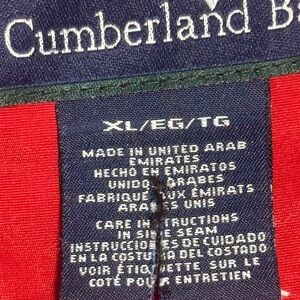 Cumberland B
XL/EG/TG
MADE IN UNITED ARAB
EMIRATES
HECHO EN EMIRATOS
UNIDOS ARABES
FABRIQUE AUX EMIRATS
ARABES UNIS
CARE INSTRUCTIONS
IN SIDE SEAM
INSTRUCCIONES DE CUIDADO
EN LA COSTURA DEL COSTADO
VOIR ETIQUETTE SUR LE
CÔTÉ POUR ENTRETIEN